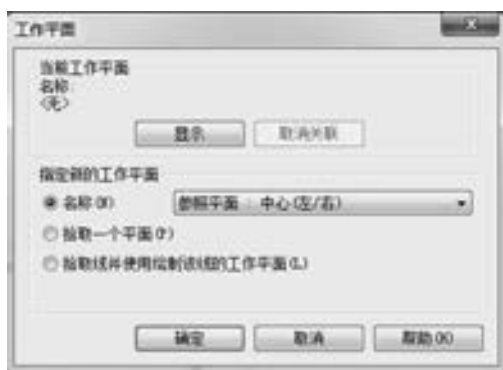 工作平面
当前工作平面
名称:
<无>
显示 取消关联
指定新的工作平面
名称(N) 参照平面 : 中心(左/右)
拾取一个平面(P)
拾取线并使用绘制该线的工作平面(L)
确定 取消 帮助(H)